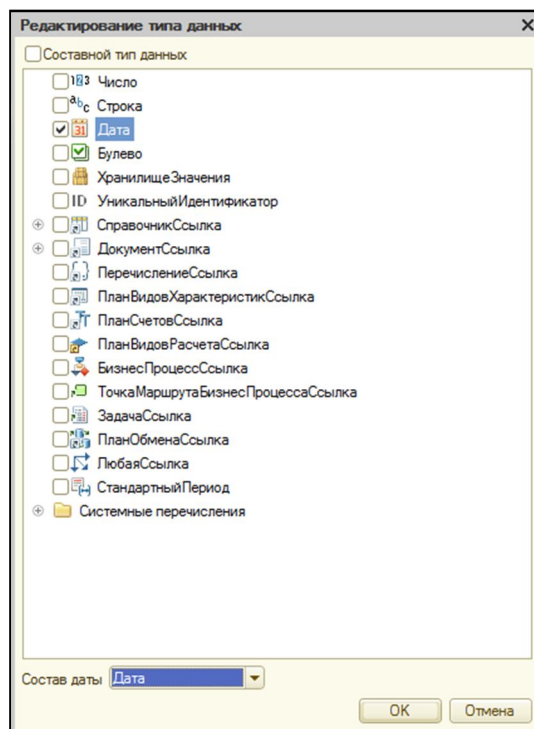 Редактирование типа данных
Составной тип данных
Число
Строка
Дата
Булево
ХранилищеЗначения
ID УникальныйИдентификатор
СправочникСсылка
ДокументСсылка
ПеречислениеСсылка
ПланВидовХарактеристикСсылка
ПланСчетовСсылка
ПланВидовРасчетаСсылка
БизнесПроцессСсылка
ТочкаМаршрутаБизнесПроцессаСсылка
ЗадачаСсылка
ПланОбменаСсылка
ЛюбаяСсылка
СтандартныйПериод
Системные перечисления
Состав даты Дата
OK Отмена